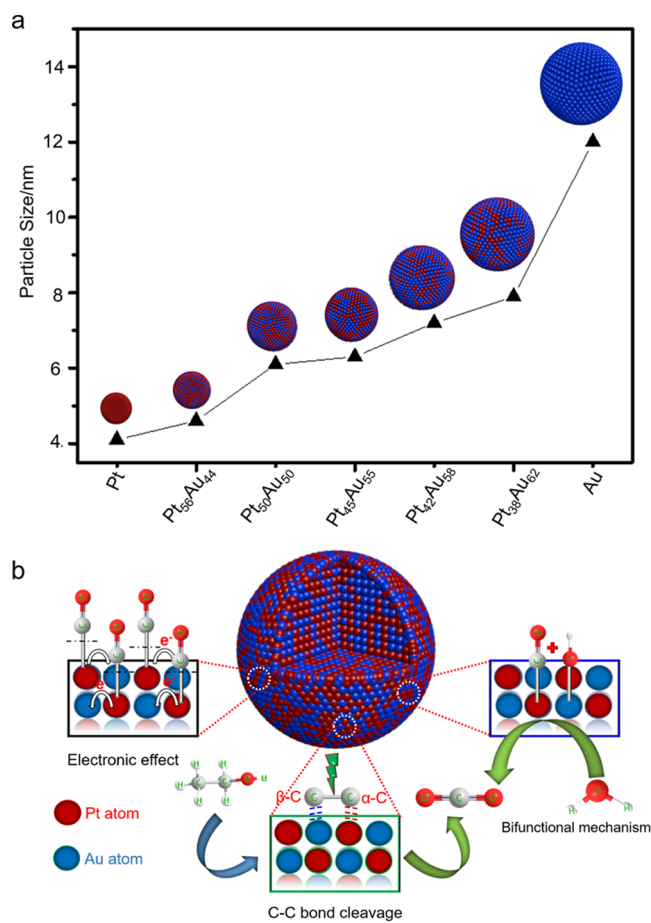 a
14
12
10
8
6
4
Particle Size/nm
Pt
Pt₅₆Au₄₄
Pt₅₀Au₅₀
Pt₄₅Au₅₅
Pt₄₂Au₅₈
Pt₃₈Au₆₂
Au
b
e⁻
e⁻
Electronic effect
Pt atom
Au atom
β-C
α-C
C-C bond cleavage
Bifunctional mechanism
+
H
H
H
H
H
H
C
C
C
C
C